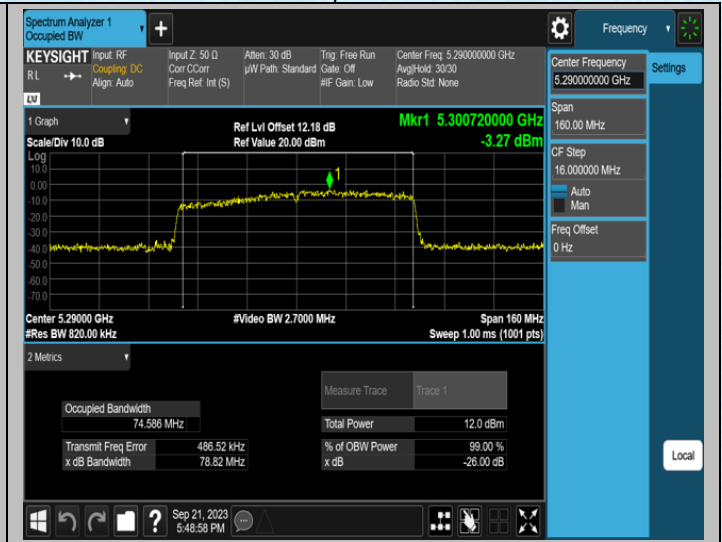 Spectrum Analyzer 1
Occupied BW
Frequency
KEYSIGHT
Input: RF
Coupling: DC
Align: Auto
Input Z: 50 Ω
Corr CCorr
Freq Ref: Int (S)
Atten: 30 dB
µW Path: Standard
Trig: Free Run
Gate: Off
#IF Gain: Low
Center Freq: 5.290000000 GHz
Avg|Hold: 30/30
Radio Std: None
R L
LXI
Center Frequency
5.290000000 GHz
Settings
Span
160.00 MHz
CF Step
16.000000 MHz
Auto
Man
Freq Offset
0 Hz
1 Graph
Scale/Div 10.0 dB
Ref Lvl Offset 12.18 dB
Ref Value 20.00 dBm
Mkr1 5.300720000 GHz
-3.27 dBm
Log
10.0
0.00
-10.0
-20.0
-30.0
-40.0
-50.0
-60.0
-70.0
1
Center 5.29000 GHz
#Res BW 820.00 kHz
#Video BW 2.7000 MHz
Span 160 MHz
Sweep 1.00 ms (1001 pts)
2 Metrics
Measure Trace
Trace 1
Occupied Bandwidth
74.586 MHz
Total Power
12.0 dBm
Transmit Freq Error
486.52 kHz
% of OBW Power
99.00 %
x dB Bandwidth
78.82 MHz
x dB
-26.00 dB
Local
?
Sep 21, 2023
5:48:58 PM